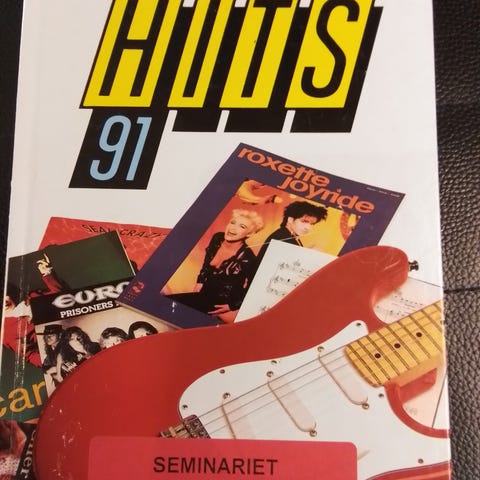 HITS
91
roxette
joyride
SEAL CRAZY
EURO
PRISONERS
car
SEMINARIET